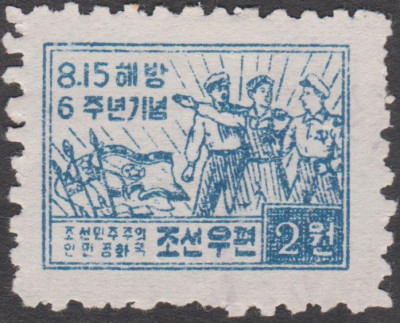 8.15 해방
6 주년기념
조선민주주의
인민 공화국
조선우편
2원